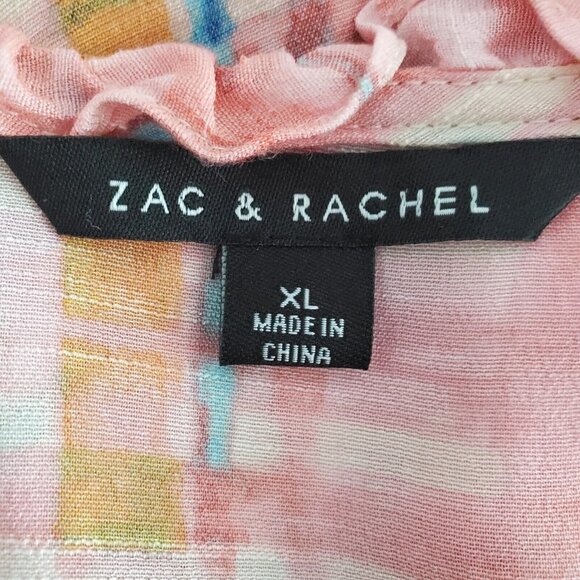 ZAC & RACHEL
XL
MADE IN
CHINA